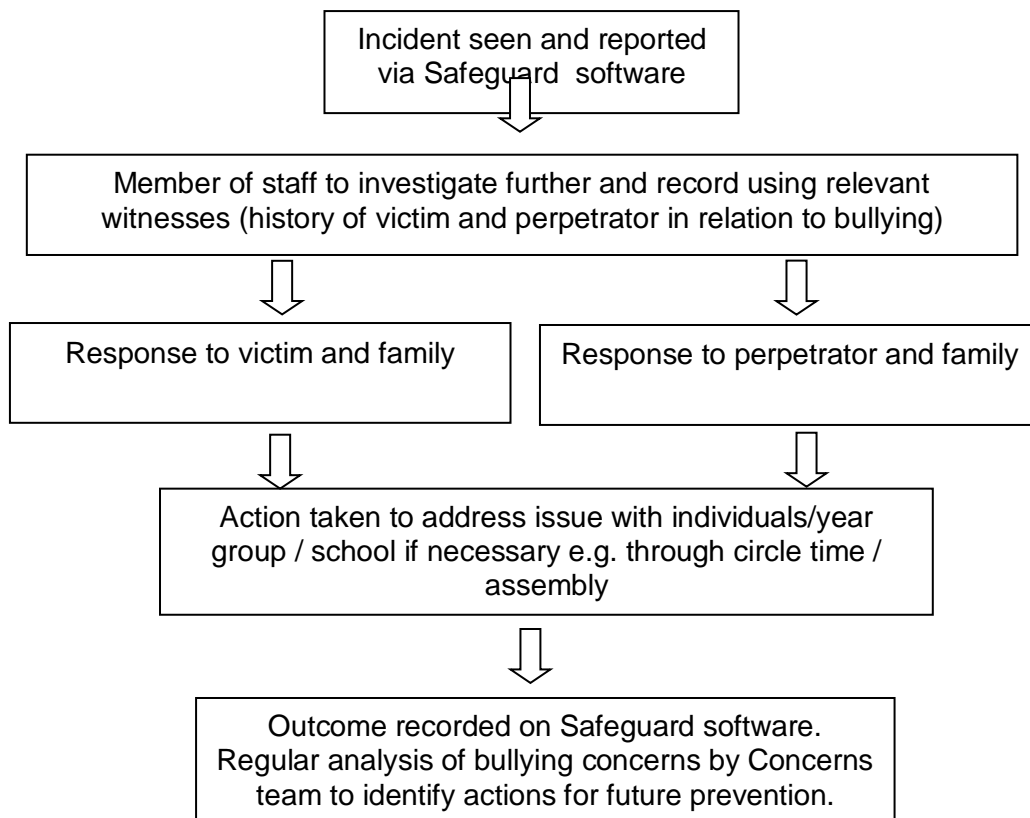 Incident seen and reported
via Safeguard  software
Member of staff to investigate further and record using relevant
witnesses (history of victim and perpetrator in relation to bullying)
Response to victim and family
Response to perpetrator and family
Action taken to address issue with individuals/year
group / school if necessary e.g. through circle time /
assembly
Outcome recorded on Safeguard software.
Regular analysis of bullying concerns by Concerns
team to identify actions for future prevention.